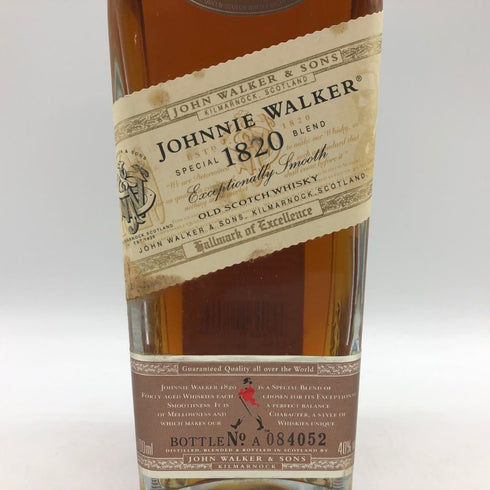 JOHN WALKER & SONS
KILMARNOCK, SCOTLAND
JOHNNIE WALKER®
ESTD 1820
SPECIAL 1820 BLEND
Exceptionally Smooth
OLD SCOTCH WHISKY
JOHN WALKER & SONS, KILMARNOCK, SCOTLAND
Hallmark of Excellence
Guaranteed Quality all over the World
JOHNNIE WALKER 1820 IS A SPECIAL BLEND OF
FORTY AGED WHISKIES EACH CHOSEN FOR ITS EXCEPTIONAL
SMOOTHNESS. IT IS A PERFECT BALANCE
OF MELLOWNESS AND CHARACTER, A STYLE OF
WHICH MAKES OUR WHISKIES UNIQUE
BOTTLE No A 084052
40%
DISTILLED, BLENDED & BOTTLED IN SCOTLAND BY
JOHN WALKER & SONS
KILMARNOCK